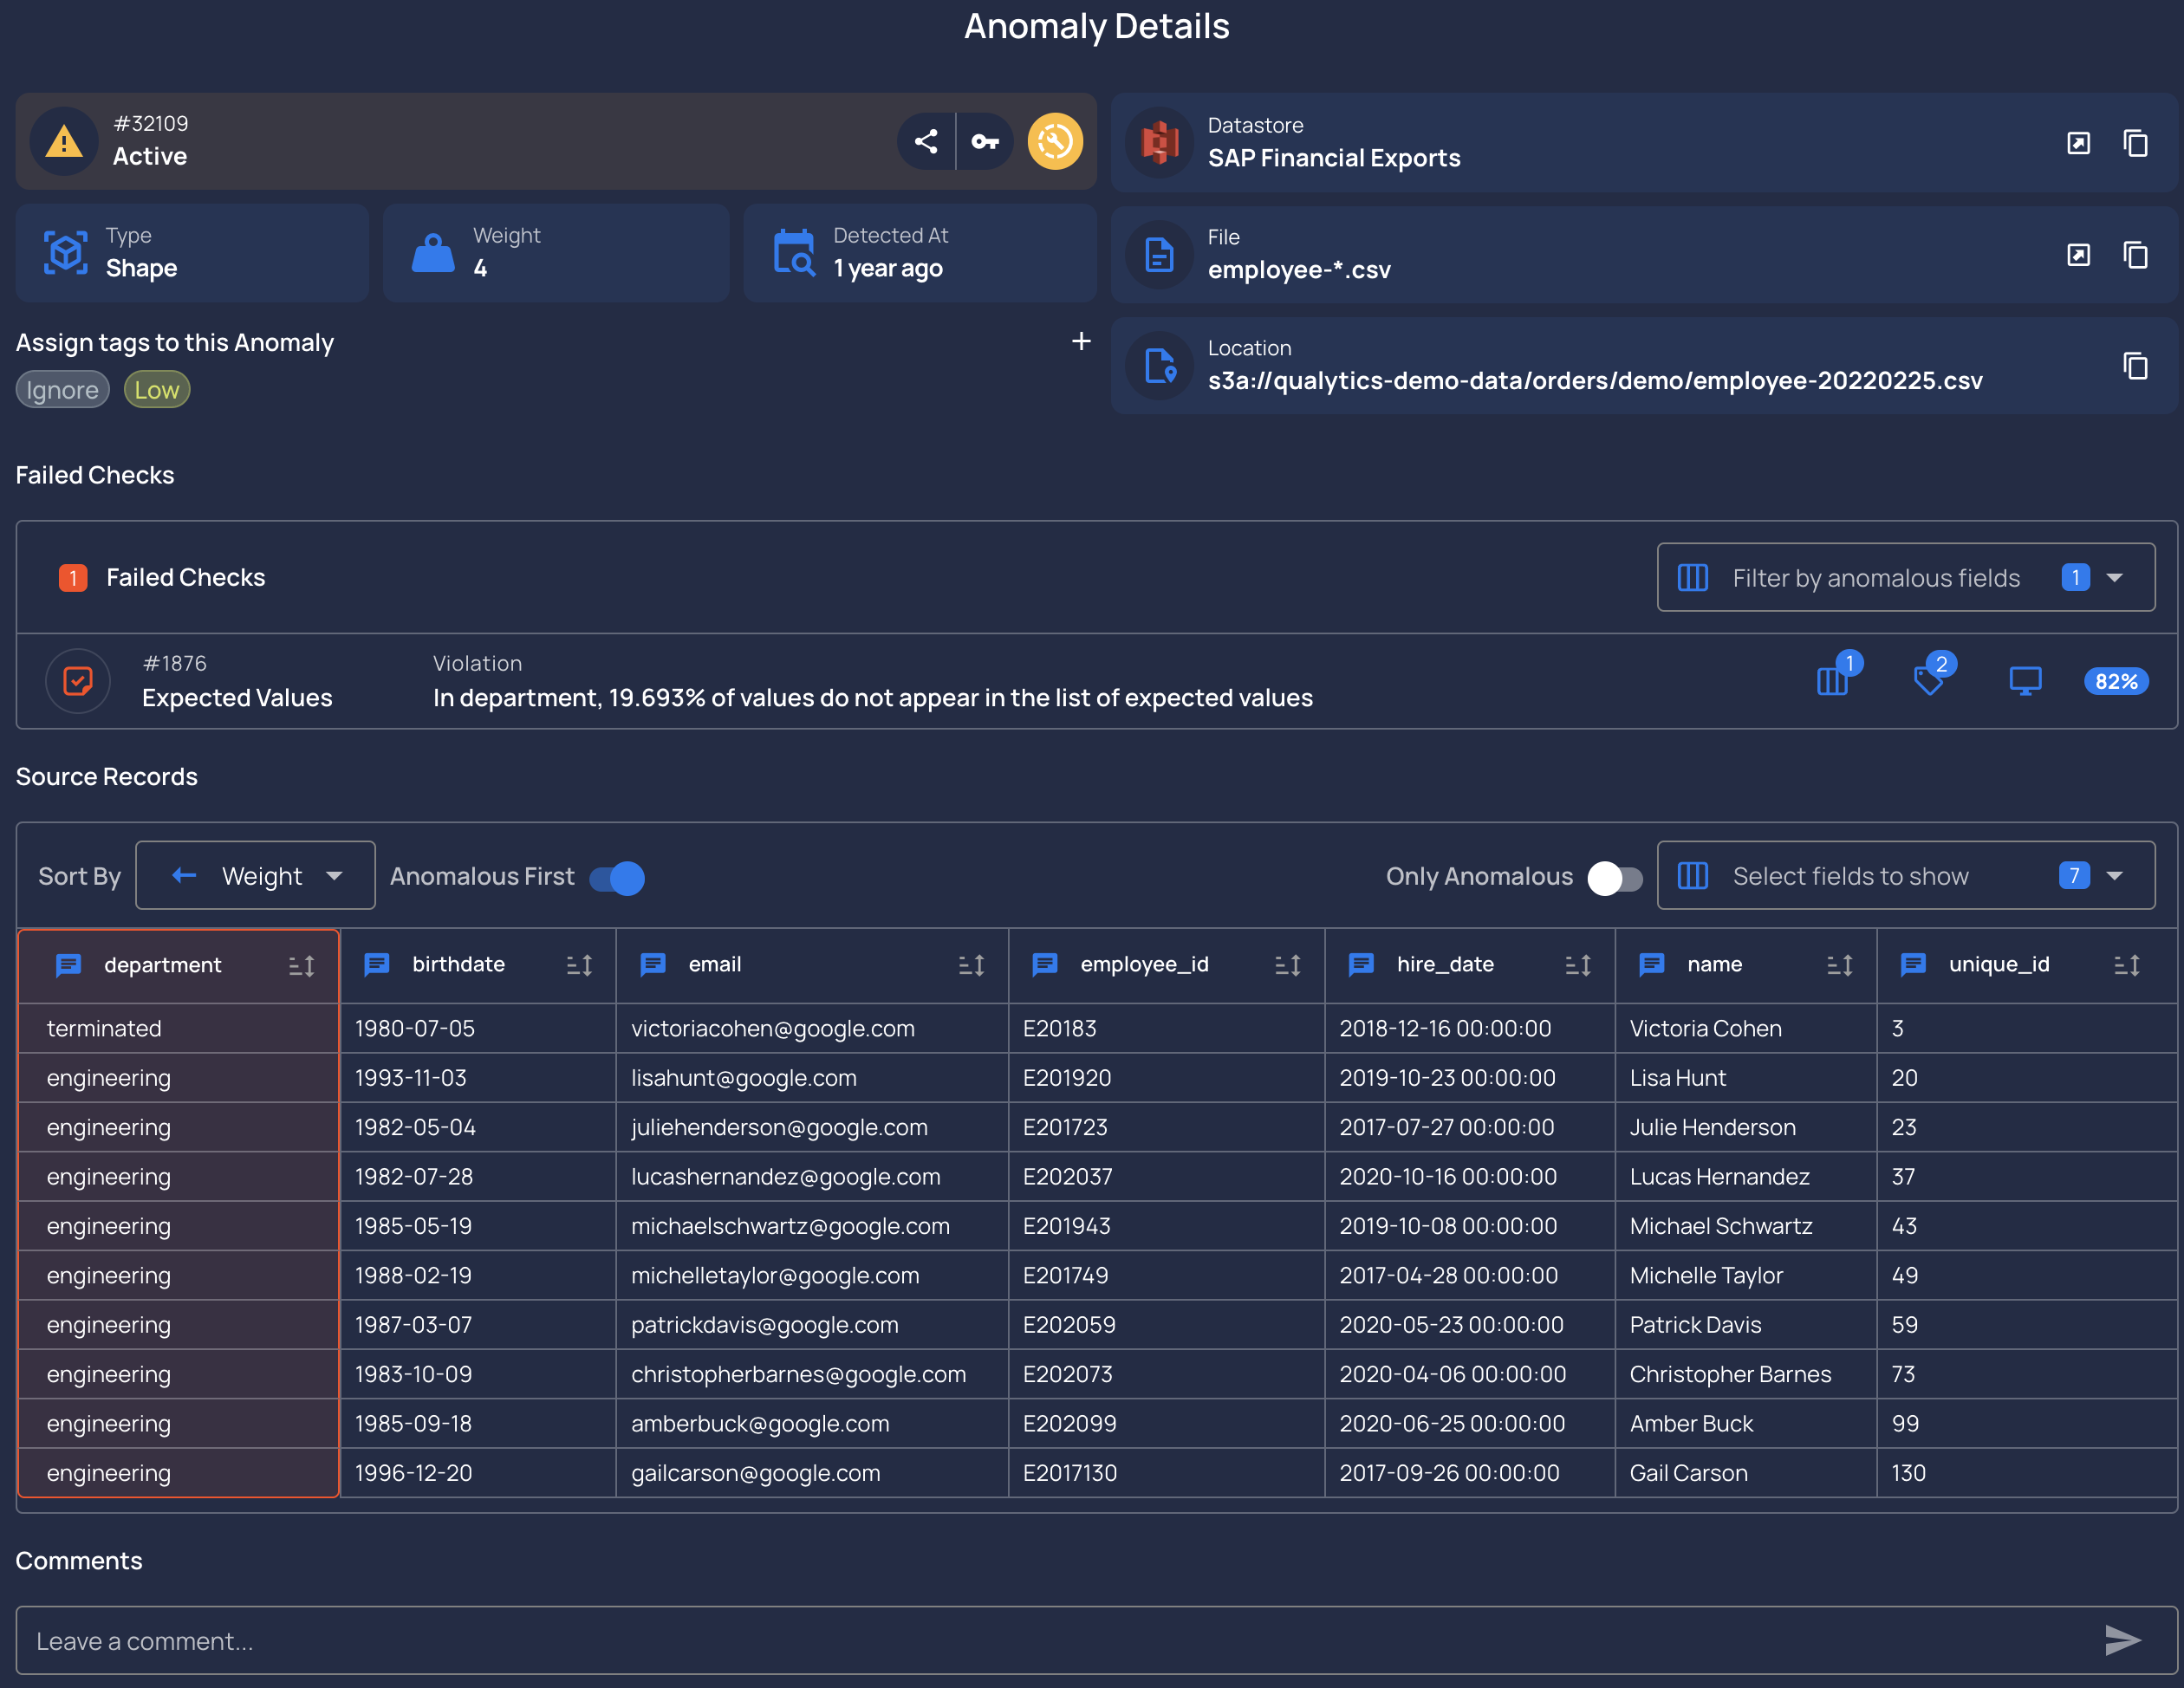 Anomaly Details
#32109
Active
Datastore
SAP Financial Exports
Type
Shape
Weight
4
Detected At
1 year ago
File
employee-*.csv
Assign tags to this Anomaly
Ignore Low
Location
s3a://qualytics-demo-data/orders/demo/employee-20220225.csv
Failed Checks
1 Failed Checks Filter by anomalous fields 1
#1876 Violation 1 2
Expected Values In department, 19.693% of values do not appear in the list of expected values 82%
Source Records
Sort By Weight Anomalous First Only Anomalous Select fields to show 7
department birthdate email employee_id hire_date name unique_id
terminated 1980-07-05 victoriacohen@google.com E20183 2018-12-16 00:00:00 Victoria Cohen 3
engineering 1993-11-03 lisahunt@google.com E201920 2019-10-23 00:00:00 Lisa Hunt 20
engineering 1982-05-04 juliehenderson@google.com E201723 2017-07-27 00:00:00 Julie Henderson 23
engineering 1982-07-28 lucashernandez@google.com E202037 2020-10-16 00:00:00 Lucas Hernandez 37
engineering 1985-05-19 michaelschwartz@google.com E201943 2019-10-08 00:00:00 Michael Schwartz 43
engineering 1988-02-19 michelletaylor@google.com E201749 2017-04-28 00:00:00 Michelle Taylor 49
engineering 1987-03-07 patrickdavis@google.com E202059 2020-05-23 00:00:00 Patrick Davis 59
engineering 1983-10-09 christopherbarnes@google.com E202073 2020-04-06 00:00:00 Christopher Barnes 73
engineering 1985-09-18 amberbuck@google.com E202099 2020-06-25 00:00:00 Amber Buck 99
engineering 1996-12-20 gailcarson@google.com E2017130 2017-09-26 00:00:00 Gail Carson 130
Comments
Leave a comment...